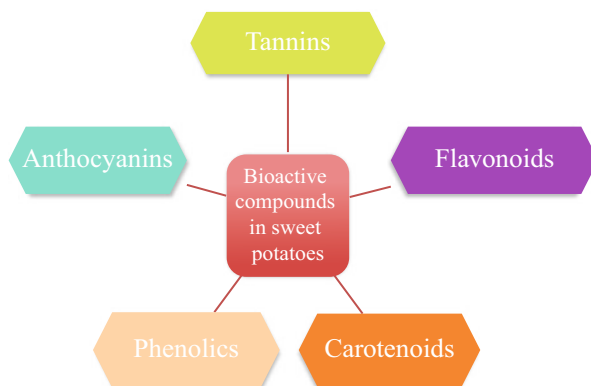 Tannins
Anthocyanins
Flavonoids
Bioactive
compounds
in sweet
potatoes
Phenolics
Carotenoids